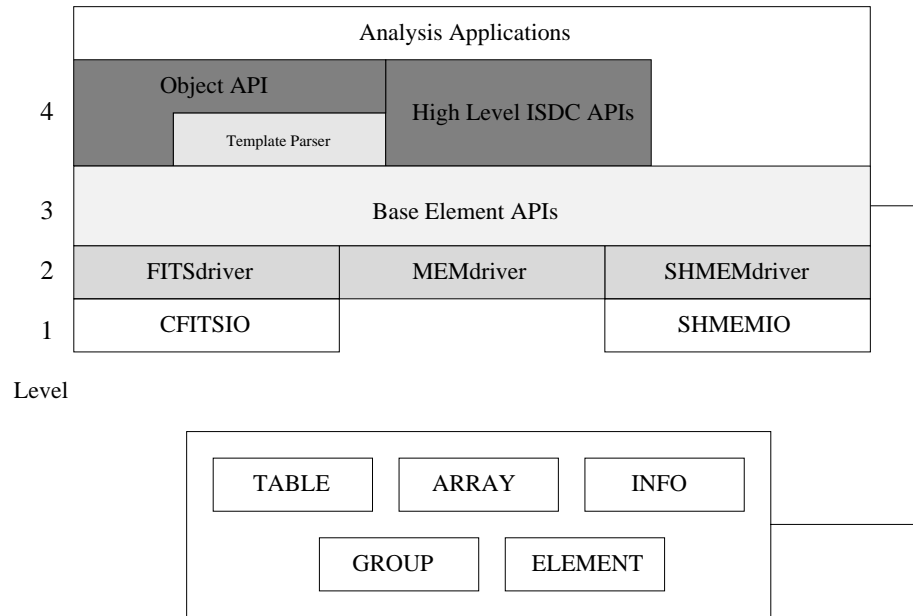 Analysis Applications
Object API
4
High Level ISDC APIs
Template Parser
3
Base Element APIs
2
FITSdriver
MEMdriver
SHMEMdriver
1
CFITSIO
SHMEMIO
Level
TABLE
ARRAY
INFO
GROUP
ELEMENT